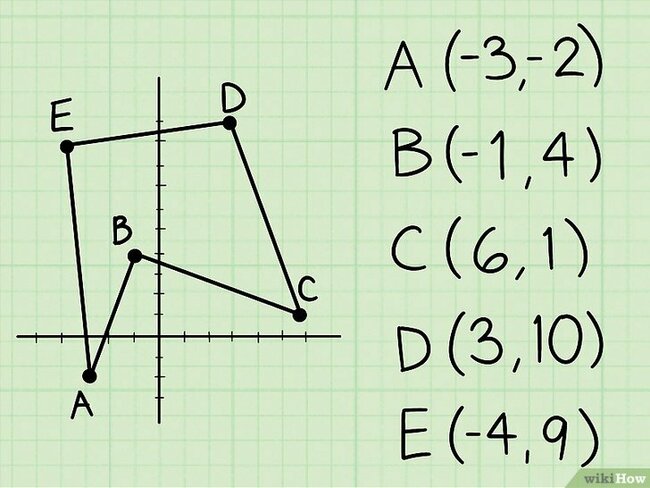 E
D
B
C
A
A (-3,-2)
B (-1, 4)
C (6, 1)
D (3, 10)
E (-4, 9)
wikiHow